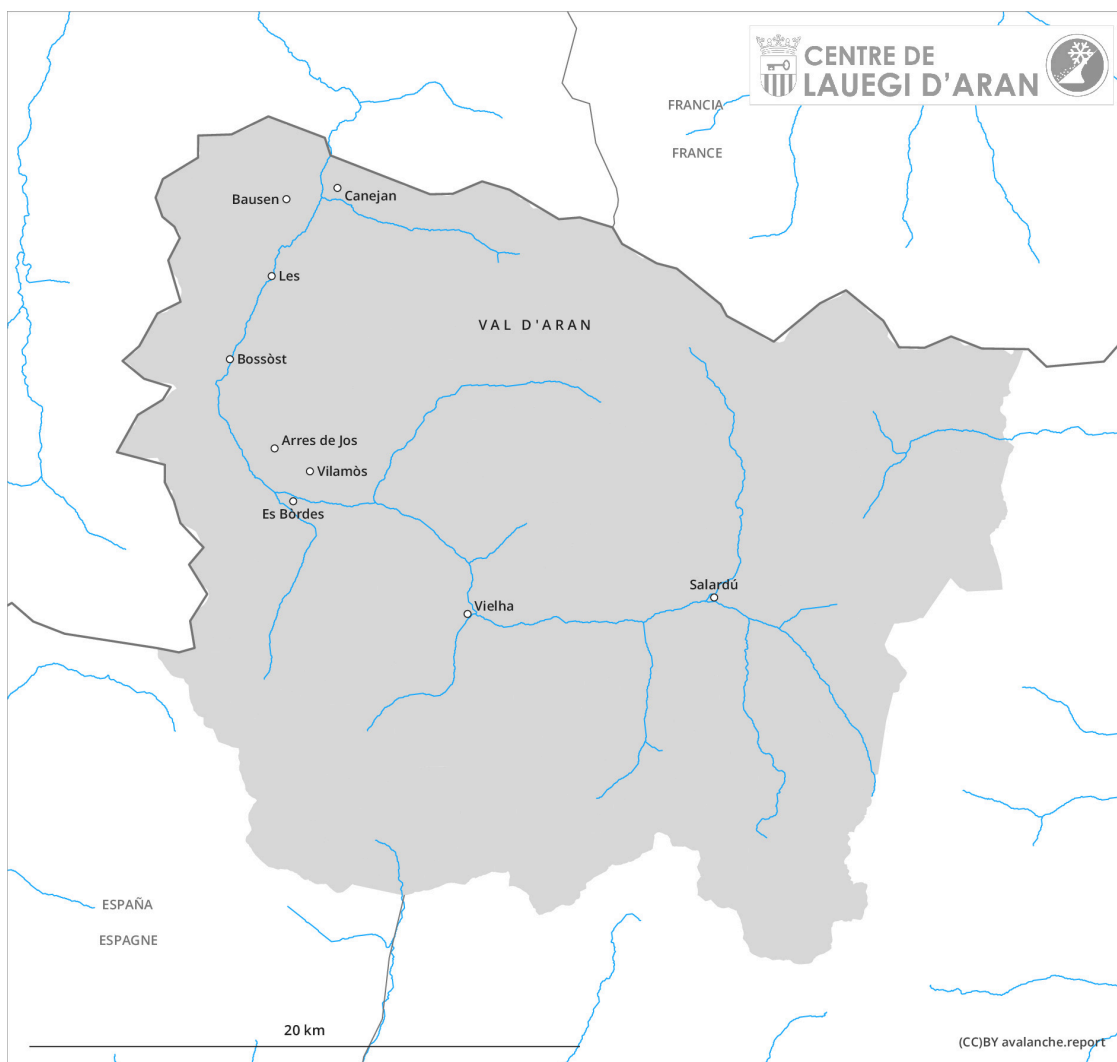 CENTRE DE
LAUEGI D'ARAN
FRANCIA
FRANCE
Bausen
Canejan
Les
VAL D'ARAN
Bossòst
Arres de Jos
Vilamòs
Es Bòrdes
Salardú
Vielha
ESPAÑA
ESPAGNE
20 km
(CC)BY avalanche.report